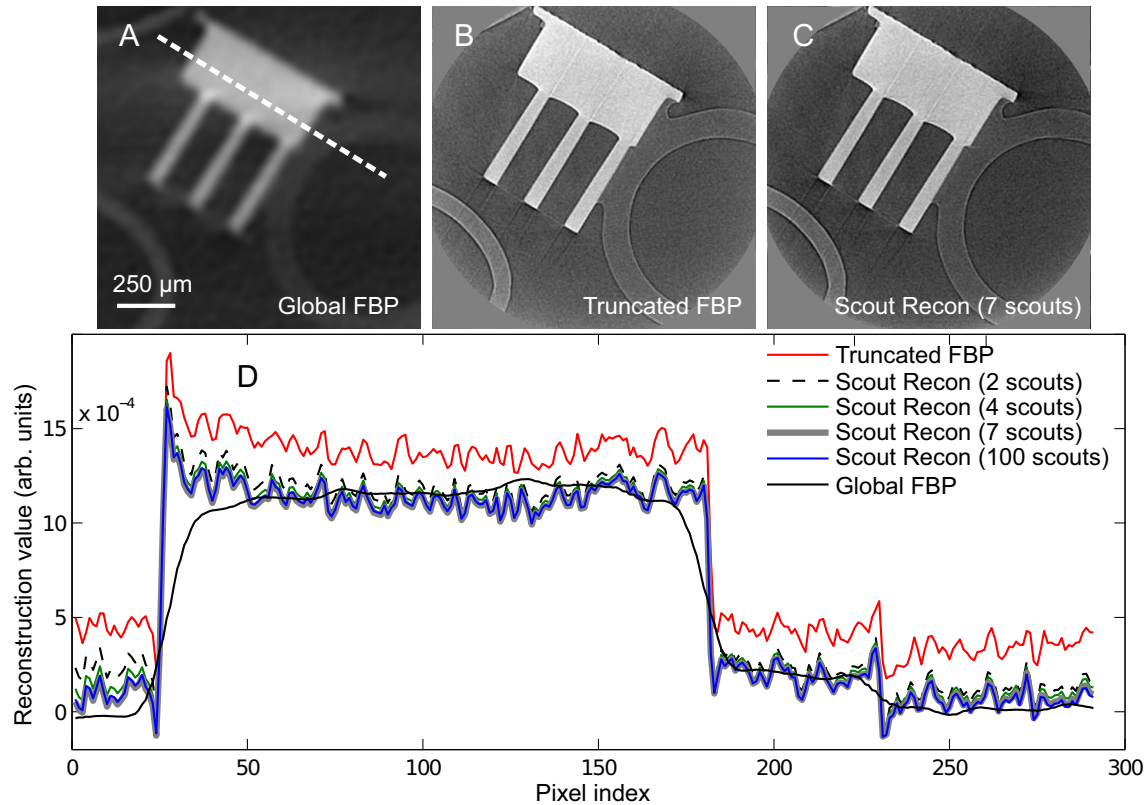 A
B
C
250 µm
Global FBP
Truncated FBP
Scout Recon (7 scouts)
D
x 10⁻⁴
Reconstruction value (arb. units)
15
10
5
0
Truncated FBP
Scout Recon (2 scouts)
Scout Recon (4 scouts)
Scout Recon (7 scouts)
Scout Recon (100 scouts)
Global FBP
0
50
100
150
200
250
300
Pixel index